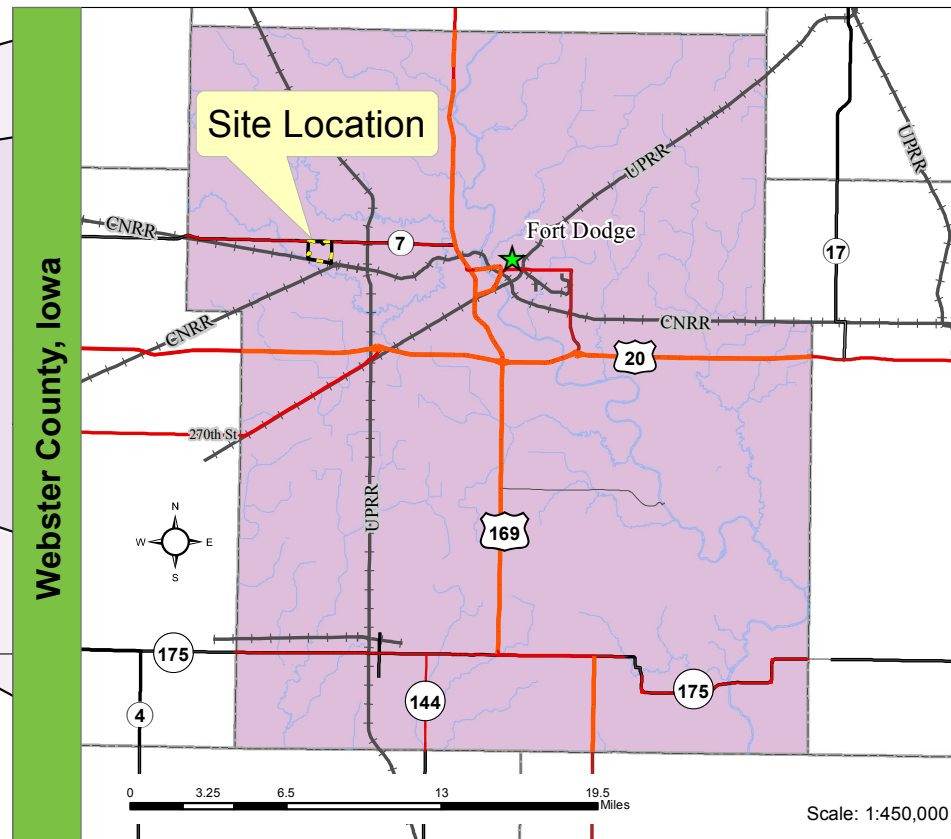 Webster County, Iowa
Site Location
UPRR
UPRR
CNRR
7
Fort Dodge
17
CNRR
CNRR
20
270th St
N
W E
S
UPRR
169
175
175
4
144
0 3.25 6.5 13 19.5
Miles
Scale: 1:450,000